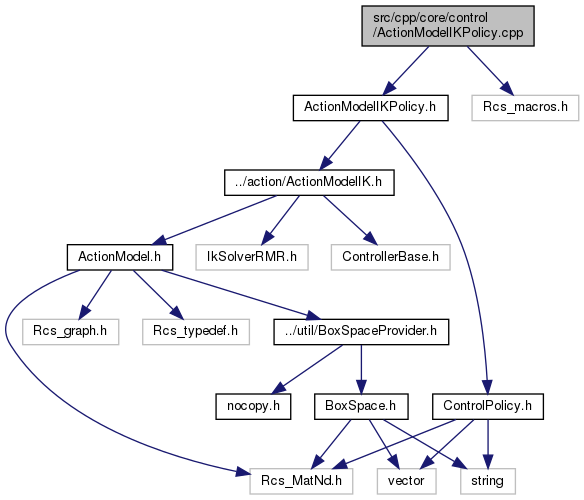 src/cpp/core/control
/ActionModelIKPolicy.cpp
ActionModelIKPolicy.h
Rcs_macros.h
../action/ActionModelIK.h
ActionModel.h
IkSolverRMR.h
ControllerBase.h
Rcs_graph.h
Rcs_typedef.h
../util/BoxSpaceProvider.h
nocopy.h
BoxSpace.h
ControlPolicy.h
Rcs_MatNd.h
vector
string